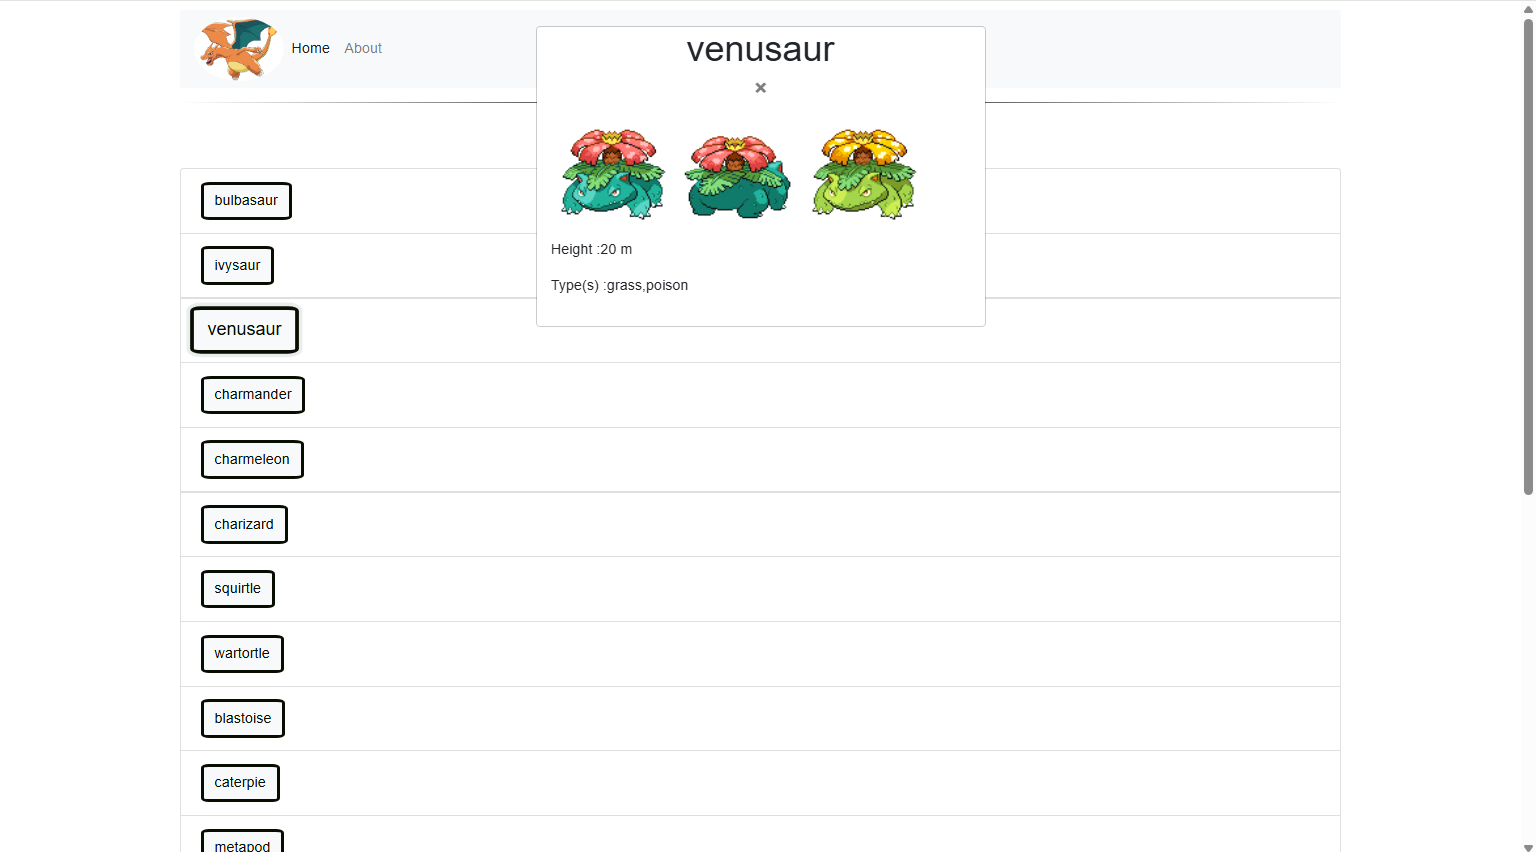 Home About
venusaur
×
Height :20 m
Type(s) :grass,poison
bulbasaur
ivysaur
venusaur
charmander
charmeleon
charizard
squirtle
wartortle
blastoise
caterpie
metapod